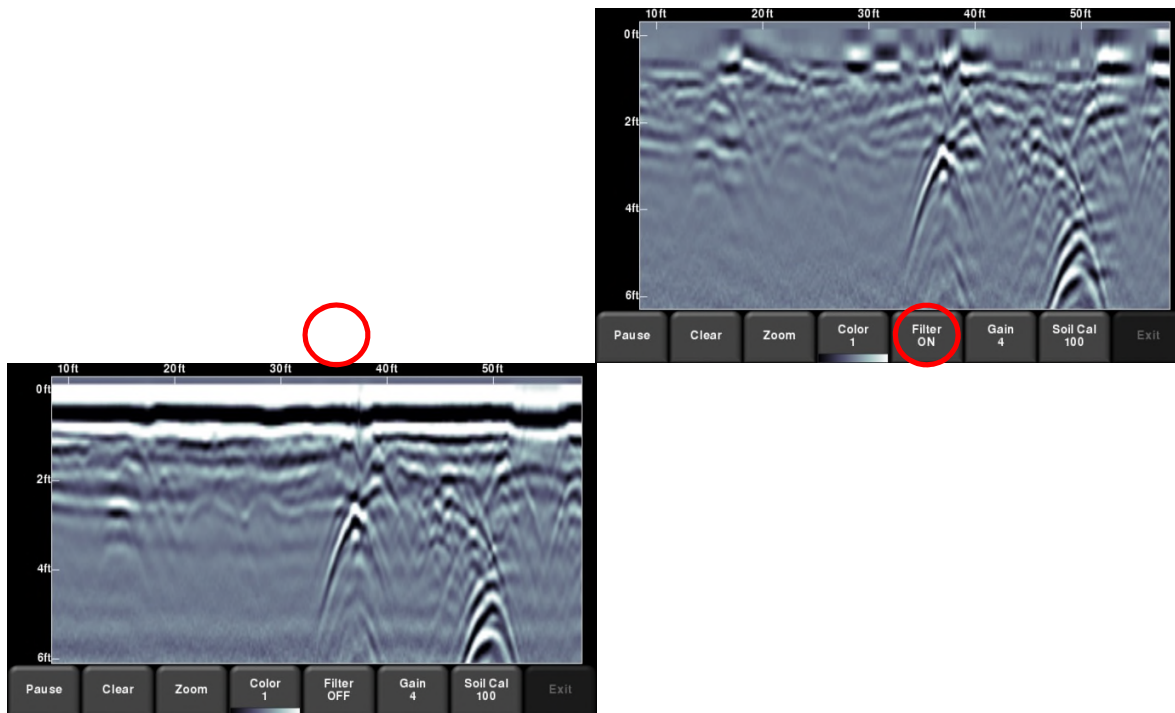 10ft 20ft 30ft 40ft 50ft
0ft
2ft
4ft
6ft
Pause Clear Zoom Color 1 Filter ON Gain 4 Soil Cal 100 Exit
10ft 20ft 30ft 40ft 50ft
0ft
2ft
4ft
6ft
Pause Clear Zoom Color 1 Filter OFF Gain 4 Soil Cal 100 Exit